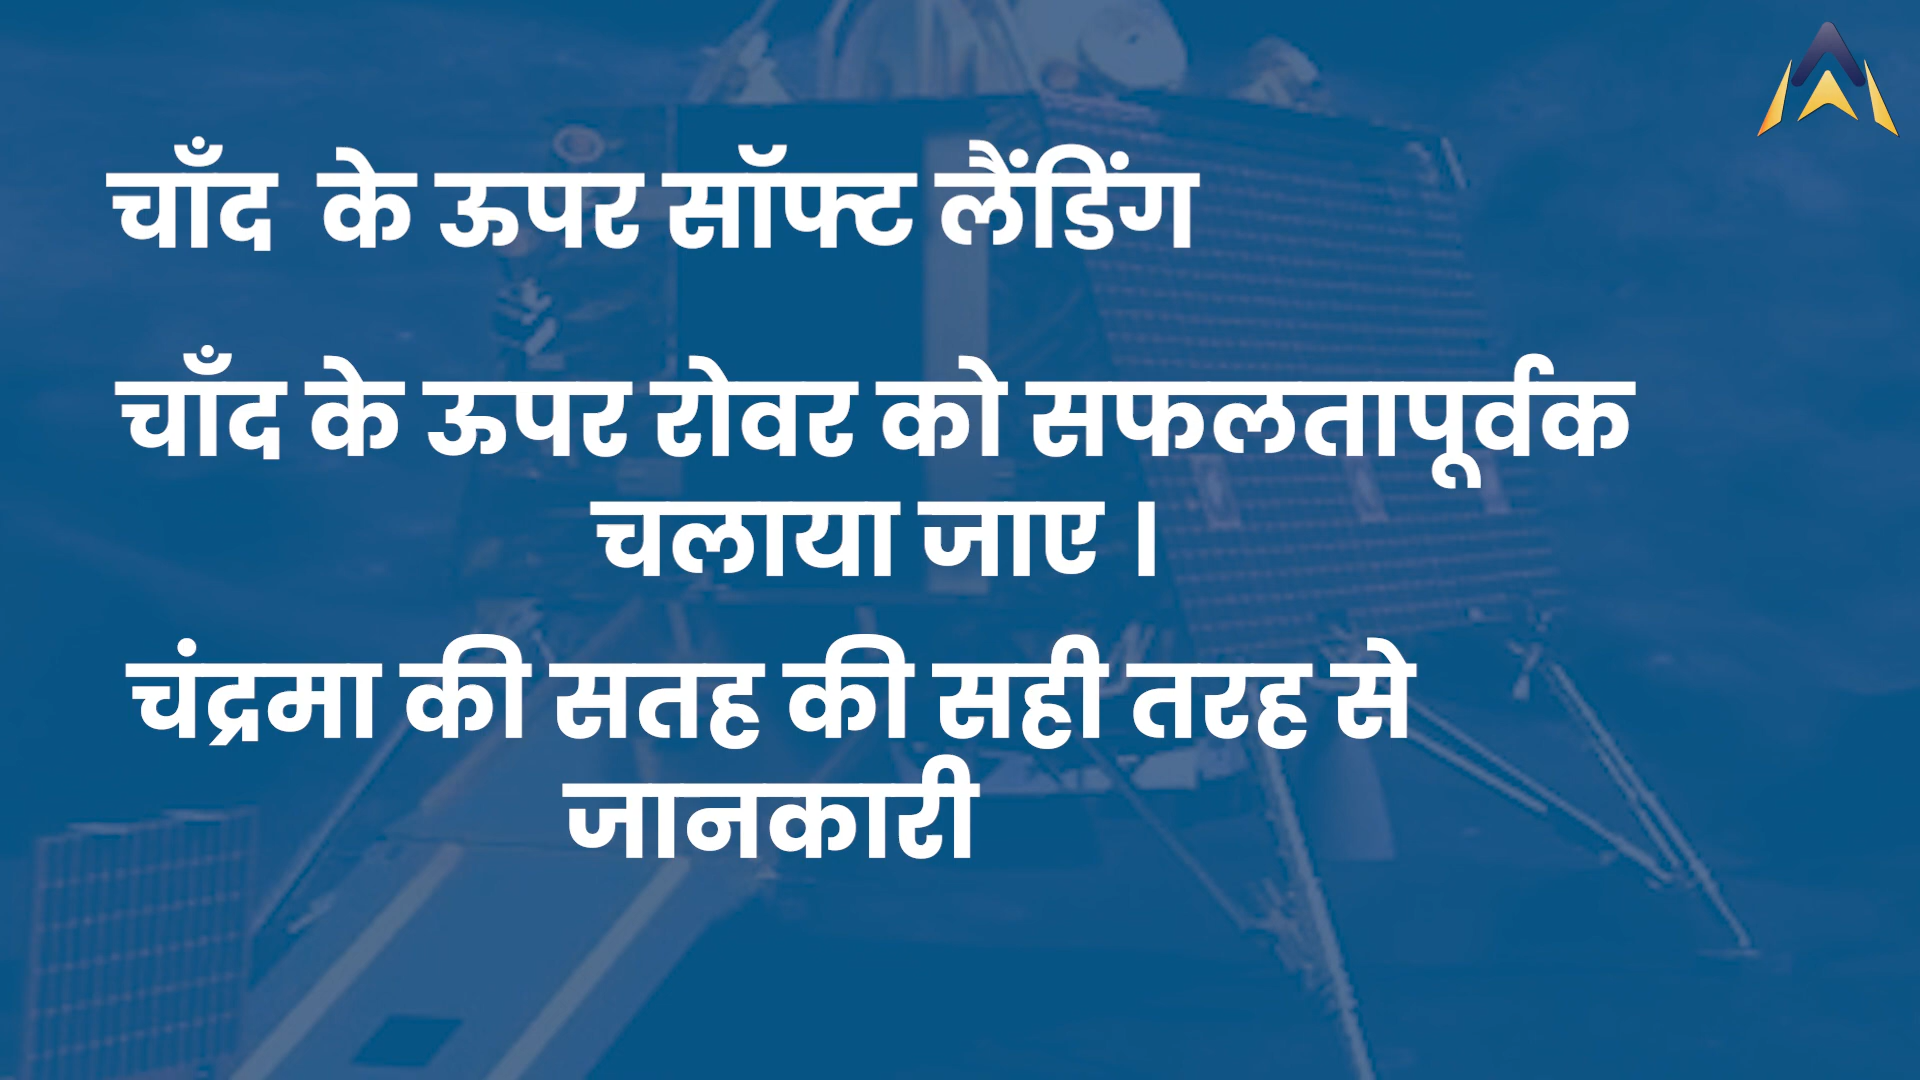 चाँद के ऊपर सॉफ्ट लैंडिंग
चाँद के ऊपर रोवर को सफलतापूर्वक
चलाया जाए ।
चंद्रमा की सतह की सही तरह से
जानकारी